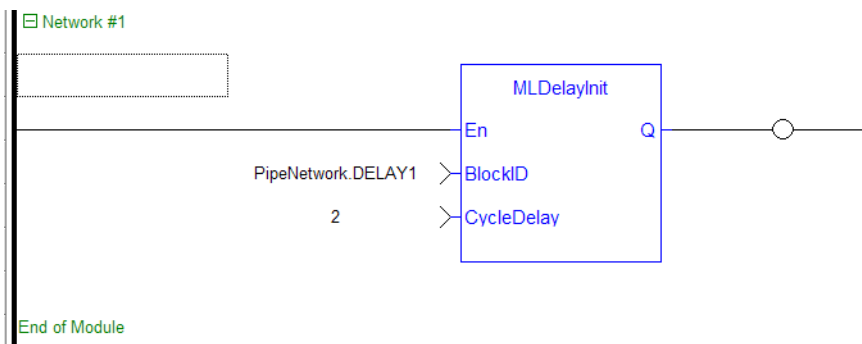 Network #1
MLDelayInit
En Q
PipeNetwork.DELAY1 BlockID
2 CycleDelay
End of Module